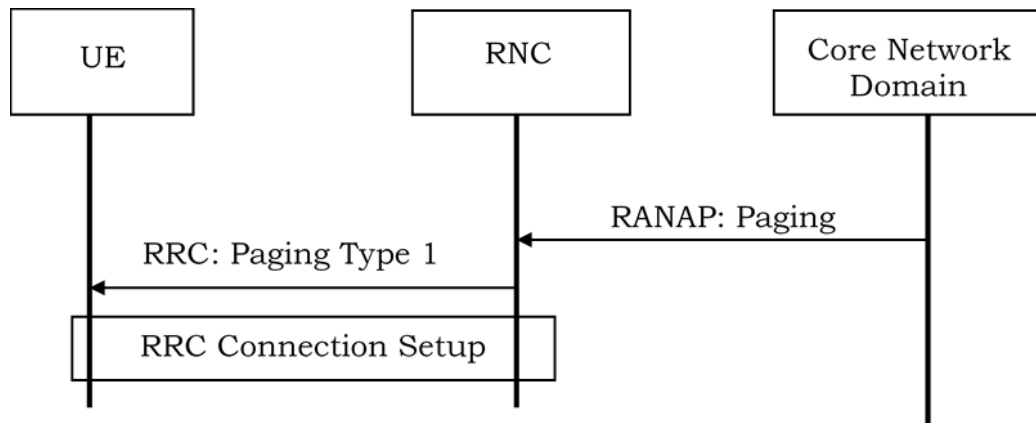 UE
RNC
Core Network
Domain
RANAP: Paging
RRC: Paging Type 1
RRC Connection Setup